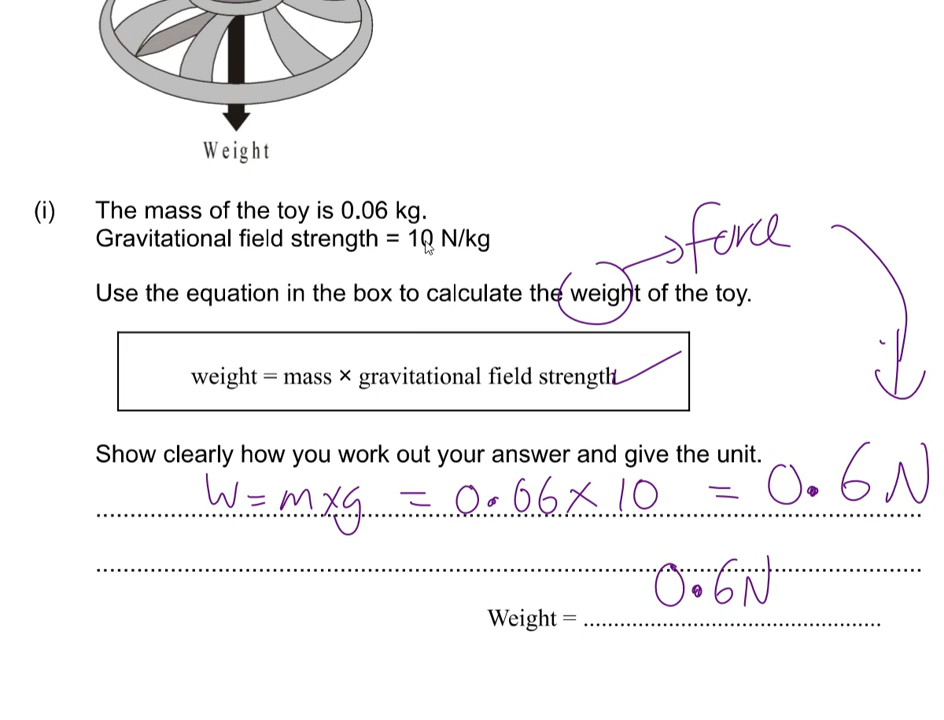 Weight
(i) The mass of the toy is 0.06 kg.
Gravitational field strength = 10 N/kg
force
Use the equation in the box to calculate the weight of the toy.
weight = mass × gravitational field strength
Show clearly how you work out your answer and give the unit.
W = m x g = 0.06 x 10 = 0.6 N
0.6N
Weight = ................................................